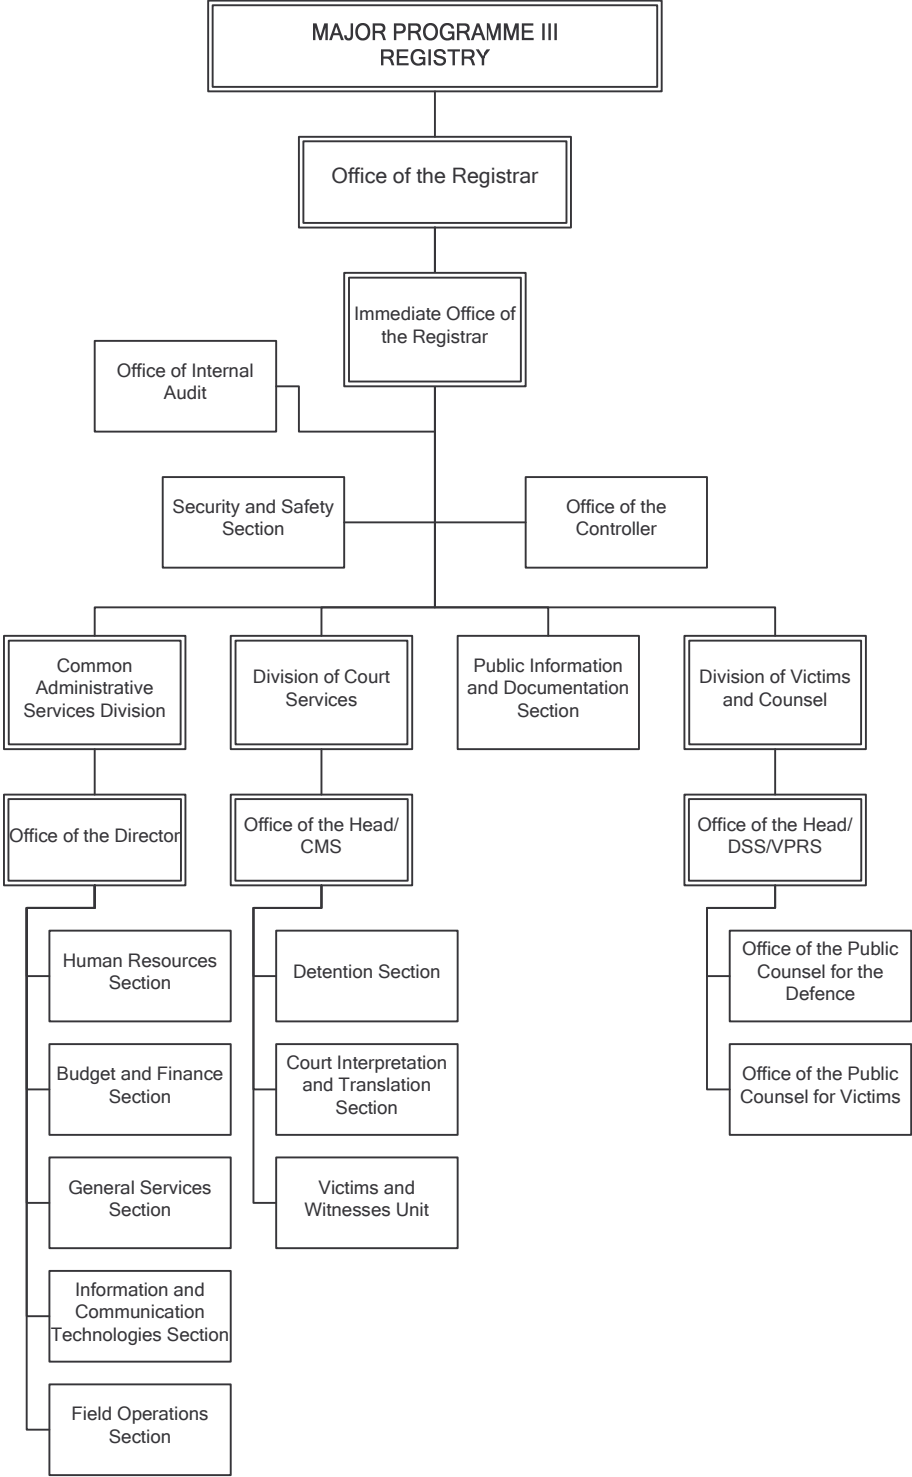 MAJOR PROGRAMME III
REGISTRY
Office of the Registrar
Immediate Office of
the Registrar
Office of Internal
Audit
Security and Safety
Section
Office of the
Controller
Common
Administrative
Services Division
Division of Court
Services
Public Information
and Documentation
Section
Division of Victims
and Counsel
Office of the Director
Office of the Head/
CMS
Office of the Head/
DSS/VPRS
Human Resources
Section
Detention Section
Office of the Public
Counsel for the
Defence
Budget and Finance
Section
Court Interpretation
and Translation
Section
Office of the Public
Counsel for Victims
General Services
Section
Victims and
Witnesses Unit
Information and
Communication
Technologies Section
Field Operations
Section